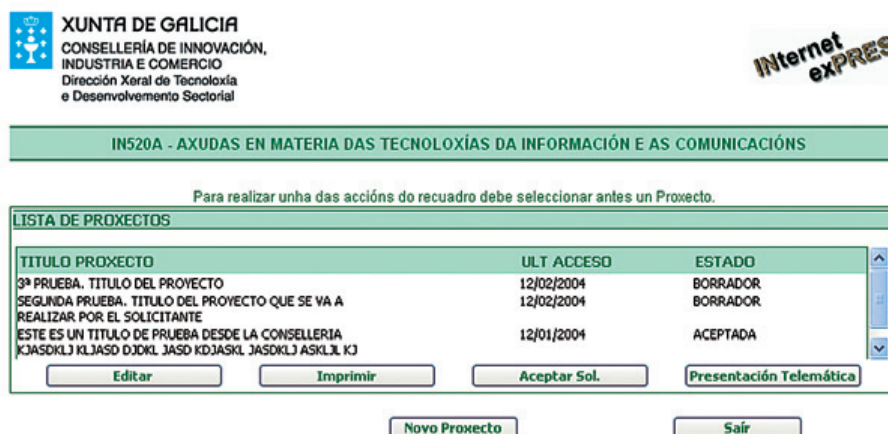 XUNTA DE GALICIA
CONSELLERÍA DE INNOVACIÓN,
INDUSTRIA E COMERCIO
Dirección Xeral de Tecnoloxía
e Desenvolvemento Sectorial
INternet
exPRES
IN520A - AXUDAS EN MATERIA DAS TECNOLOXÍAS DA INFORMACIÓN E AS COMUNICACIÓNS
Para realizar unha das accións do recuadro debe seleccionar antes un Proxecto.
LISTA DE PROXECTOS
TITULO PROXECTO ULT ACCESO ESTADO
3ª PRUEBA. TITULO DEL PROYECTO 12/02/2004 BORRADOR
SEGUNDA PRUEBA. TITULO DEL PROYECTO QUE SE VA A 12/02/2004 BORRADOR
REALIZAR POR EL SOLICITANTE
ESTE ES UN TITULO DE PRUEBA DESDE LA CONSELLERIA 12/01/2004 ACEPTADA
KJASDKLJ KLJASD DJDKL JASD KDJASKL JASDKLJ ASKLJL KJ
Editar Imprimir Aceptar Sol. Presentación Telemática
Novo Proxecto Saír